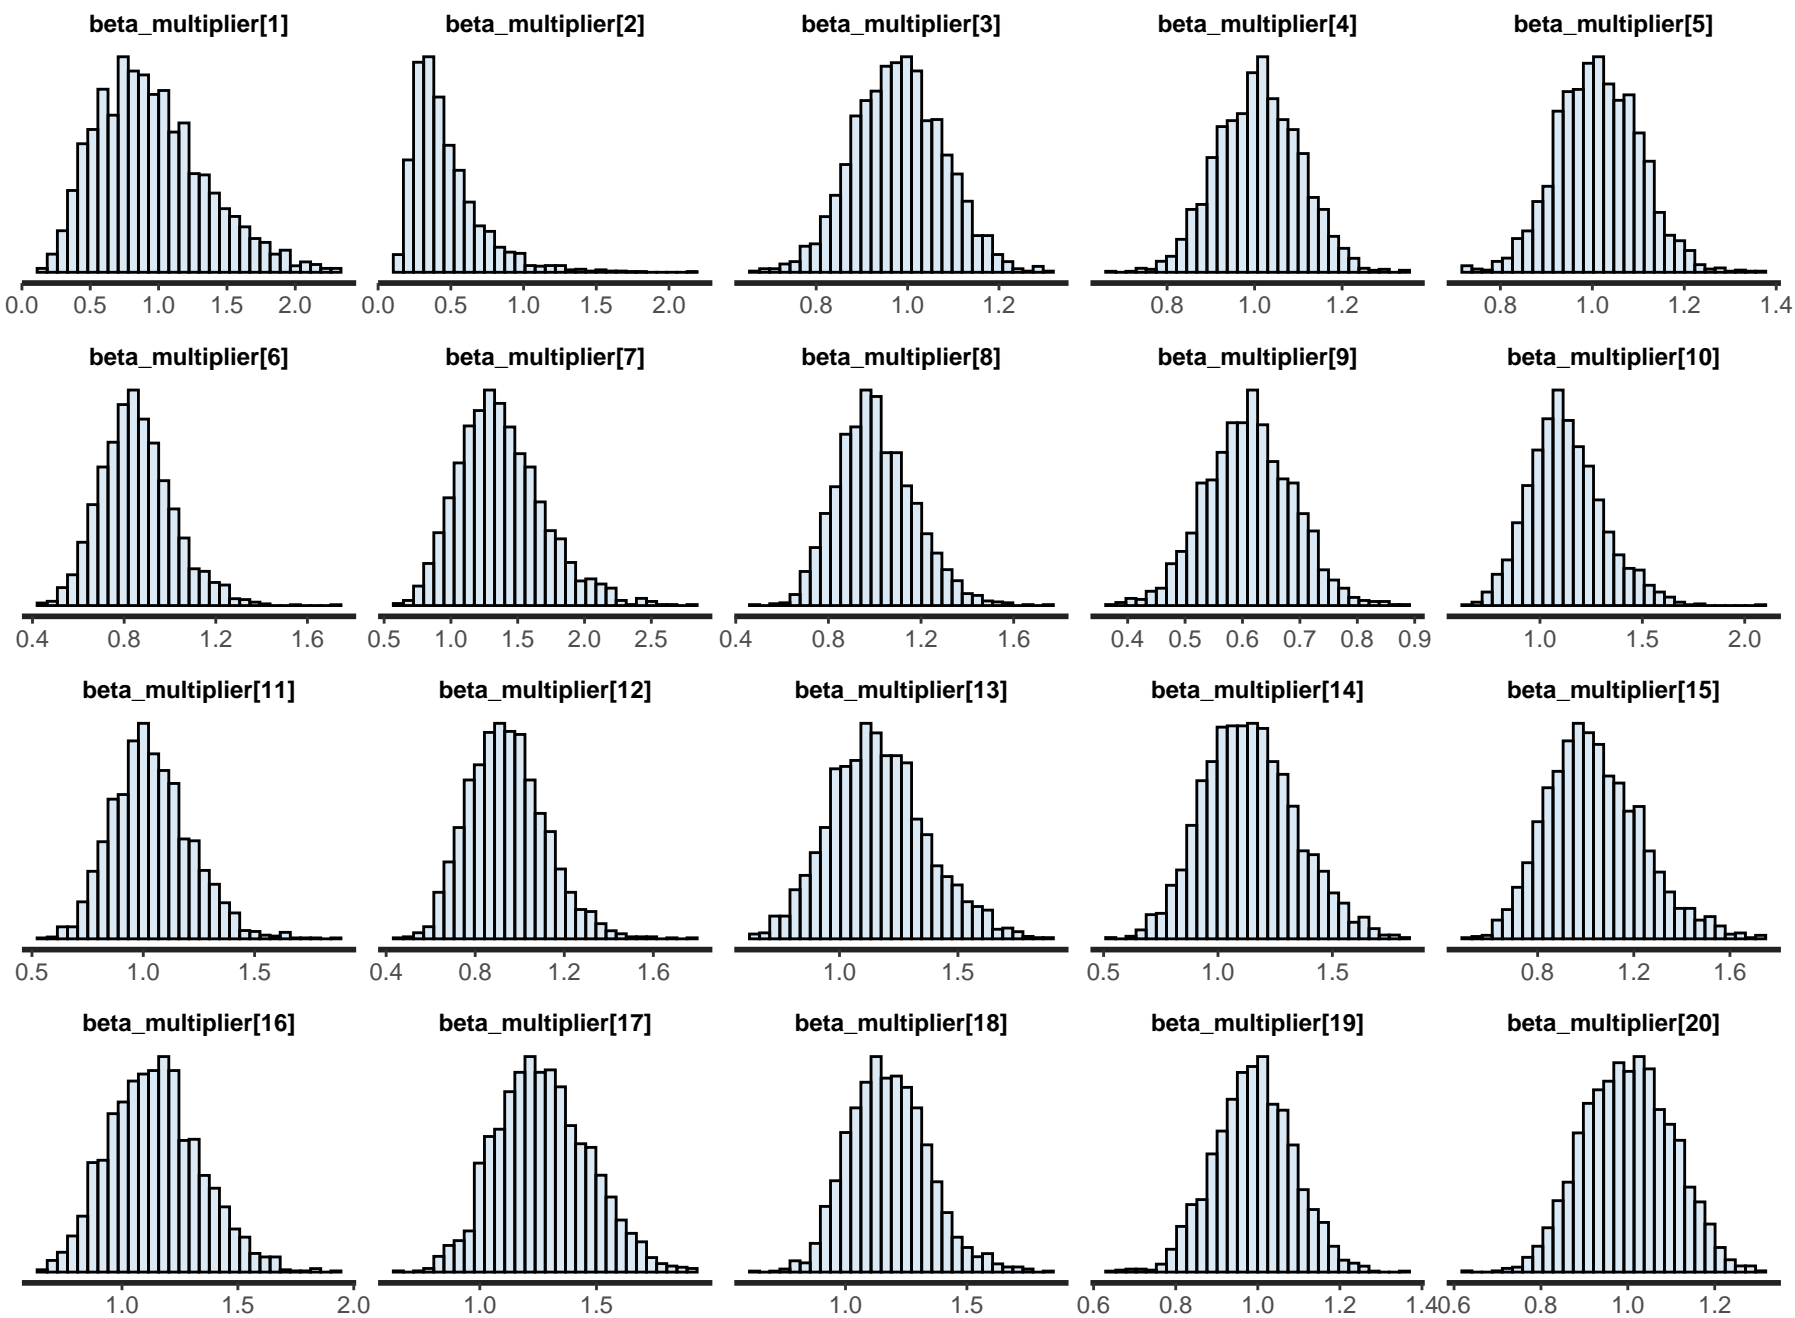 beta_multiplier[1] beta_multiplier[2] beta_multiplier[3] beta_multiplier[4] beta_multiplier[5]
0.0 0.5 1.0 1.5 2.0 0.0 0.5 1.0 1.5 2.0 0.8 1.0 1.2 0.8 1.0 1.2 0.8 1.0 1.2 1.4
beta_multiplier[6] beta_multiplier[7] beta_multiplier[8] beta_multiplier[9] beta_multiplier[10]
0.4 0.8 1.2 1.6 0.5 1.0 1.5 2.0 2.5 0.4 0.8 1.2 1.6 0.4 0.5 0.6 0.7 0.8 0.9 1.0 1.5 2.0
beta_multiplier[11] beta_multiplier[12] beta_multiplier[13] beta_multiplier[14] beta_multiplier[15]
0.5 1.0 1.5 0.4 0.8 1.2 1.6 1.0 1.5 0.5 1.0 1.5 0.8 1.2 1.6
beta_multiplier[16] beta_multiplier[17] beta_multiplier[18] beta_multiplier[19] beta_multiplier[20]
1.0 1.5 2.0 1.0 1.5 1.0 1.5 0.6 0.8 1.0 1.2 1.4 0.6 0.8 1.0 1.2